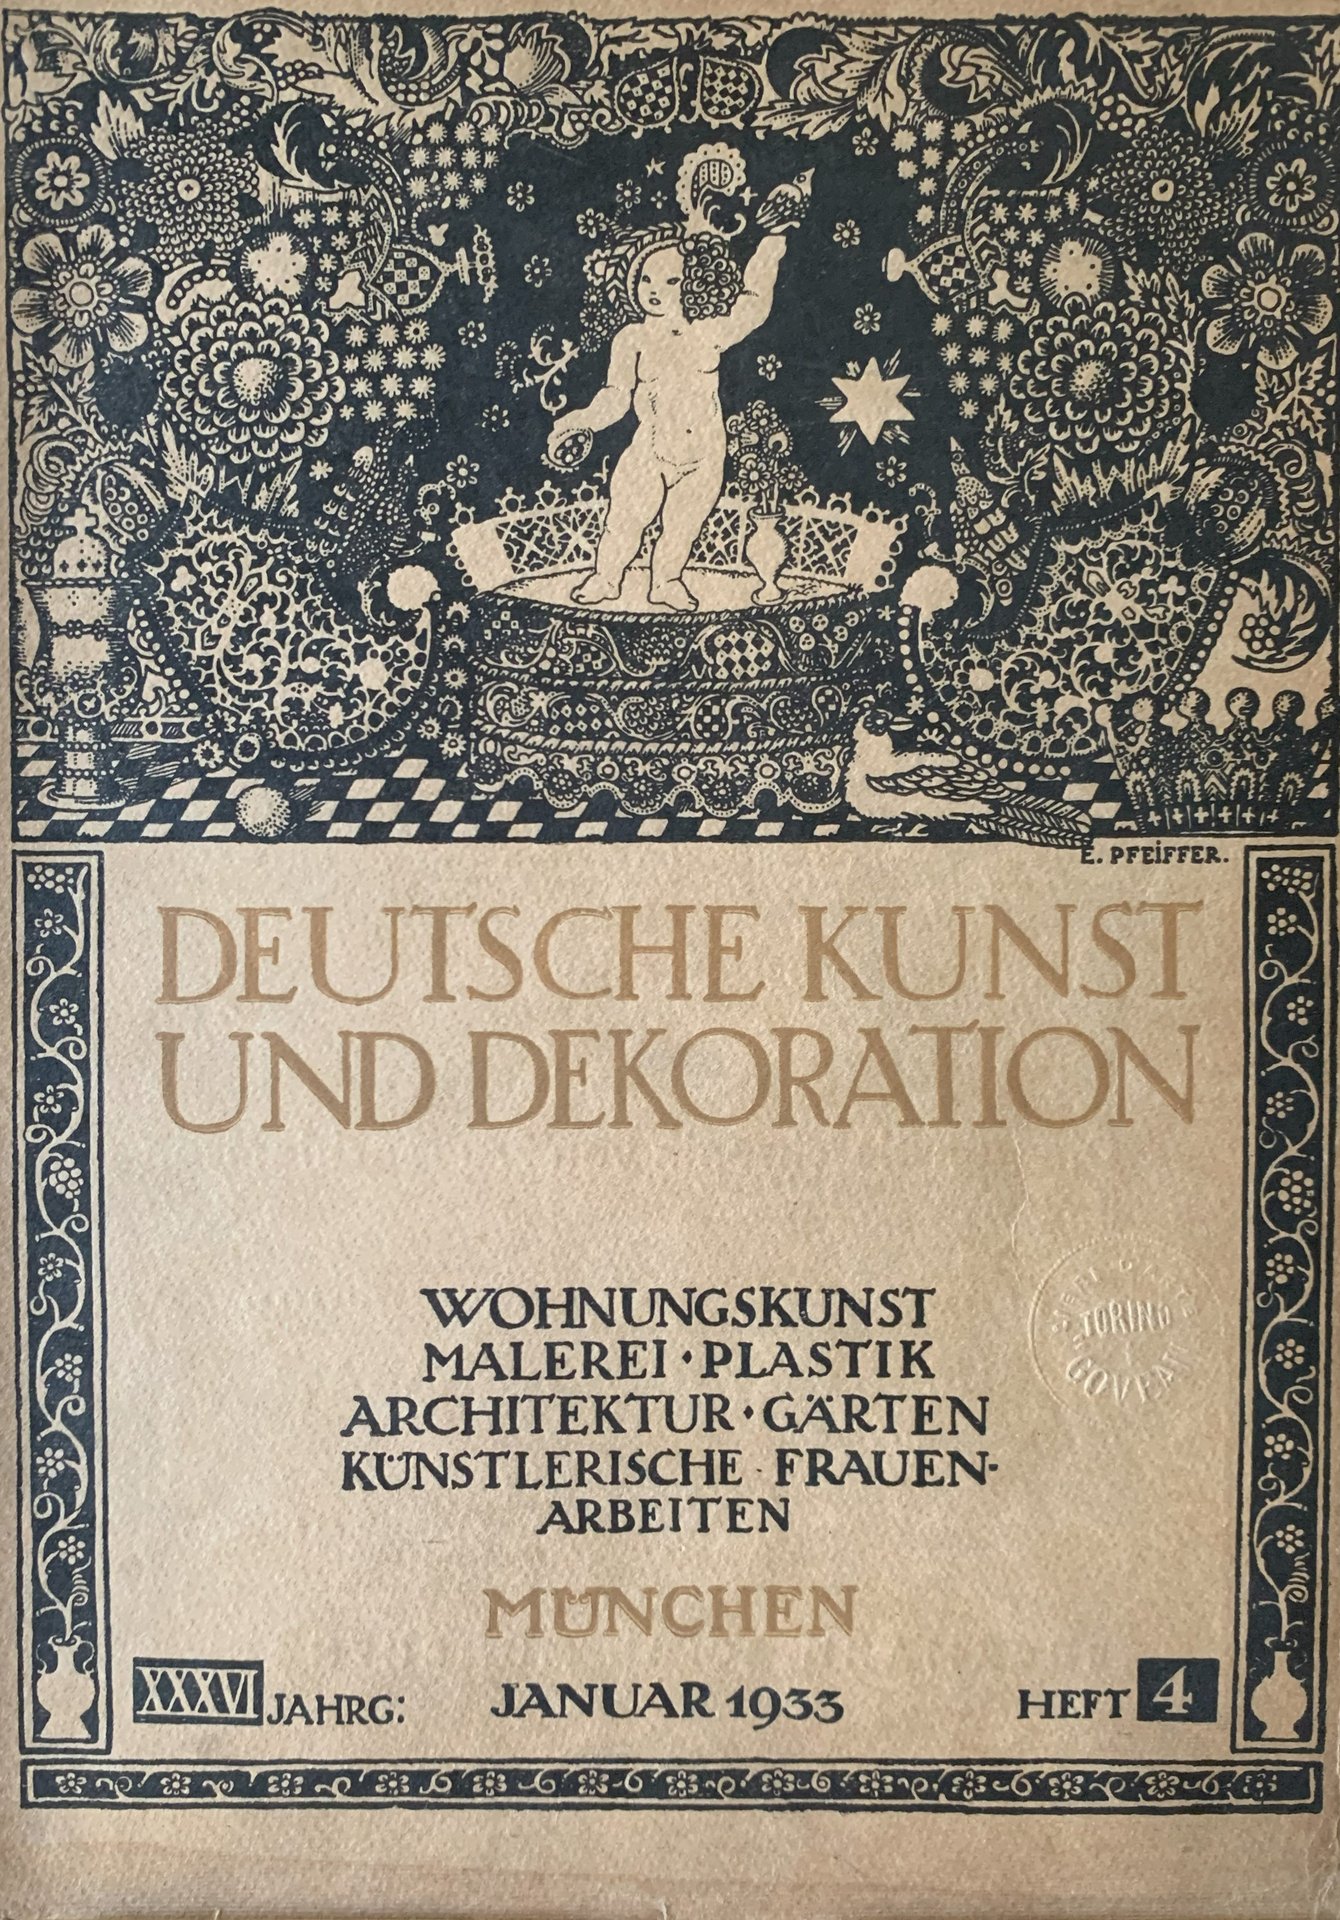 E. PFEiFFER.
DEUTSCHE KUNST
UND DEKORATION
WOHNUNGSKUNST
MALEREI · PLASTIK
ARCHITEKTUR · GÄRTEN
KÜNSTLERISCHE FRAUEN-
ARBEITEN
TORINO
MÜNCHEN
XXXVI JAHRG: JANUAR 1933 HEFT 4